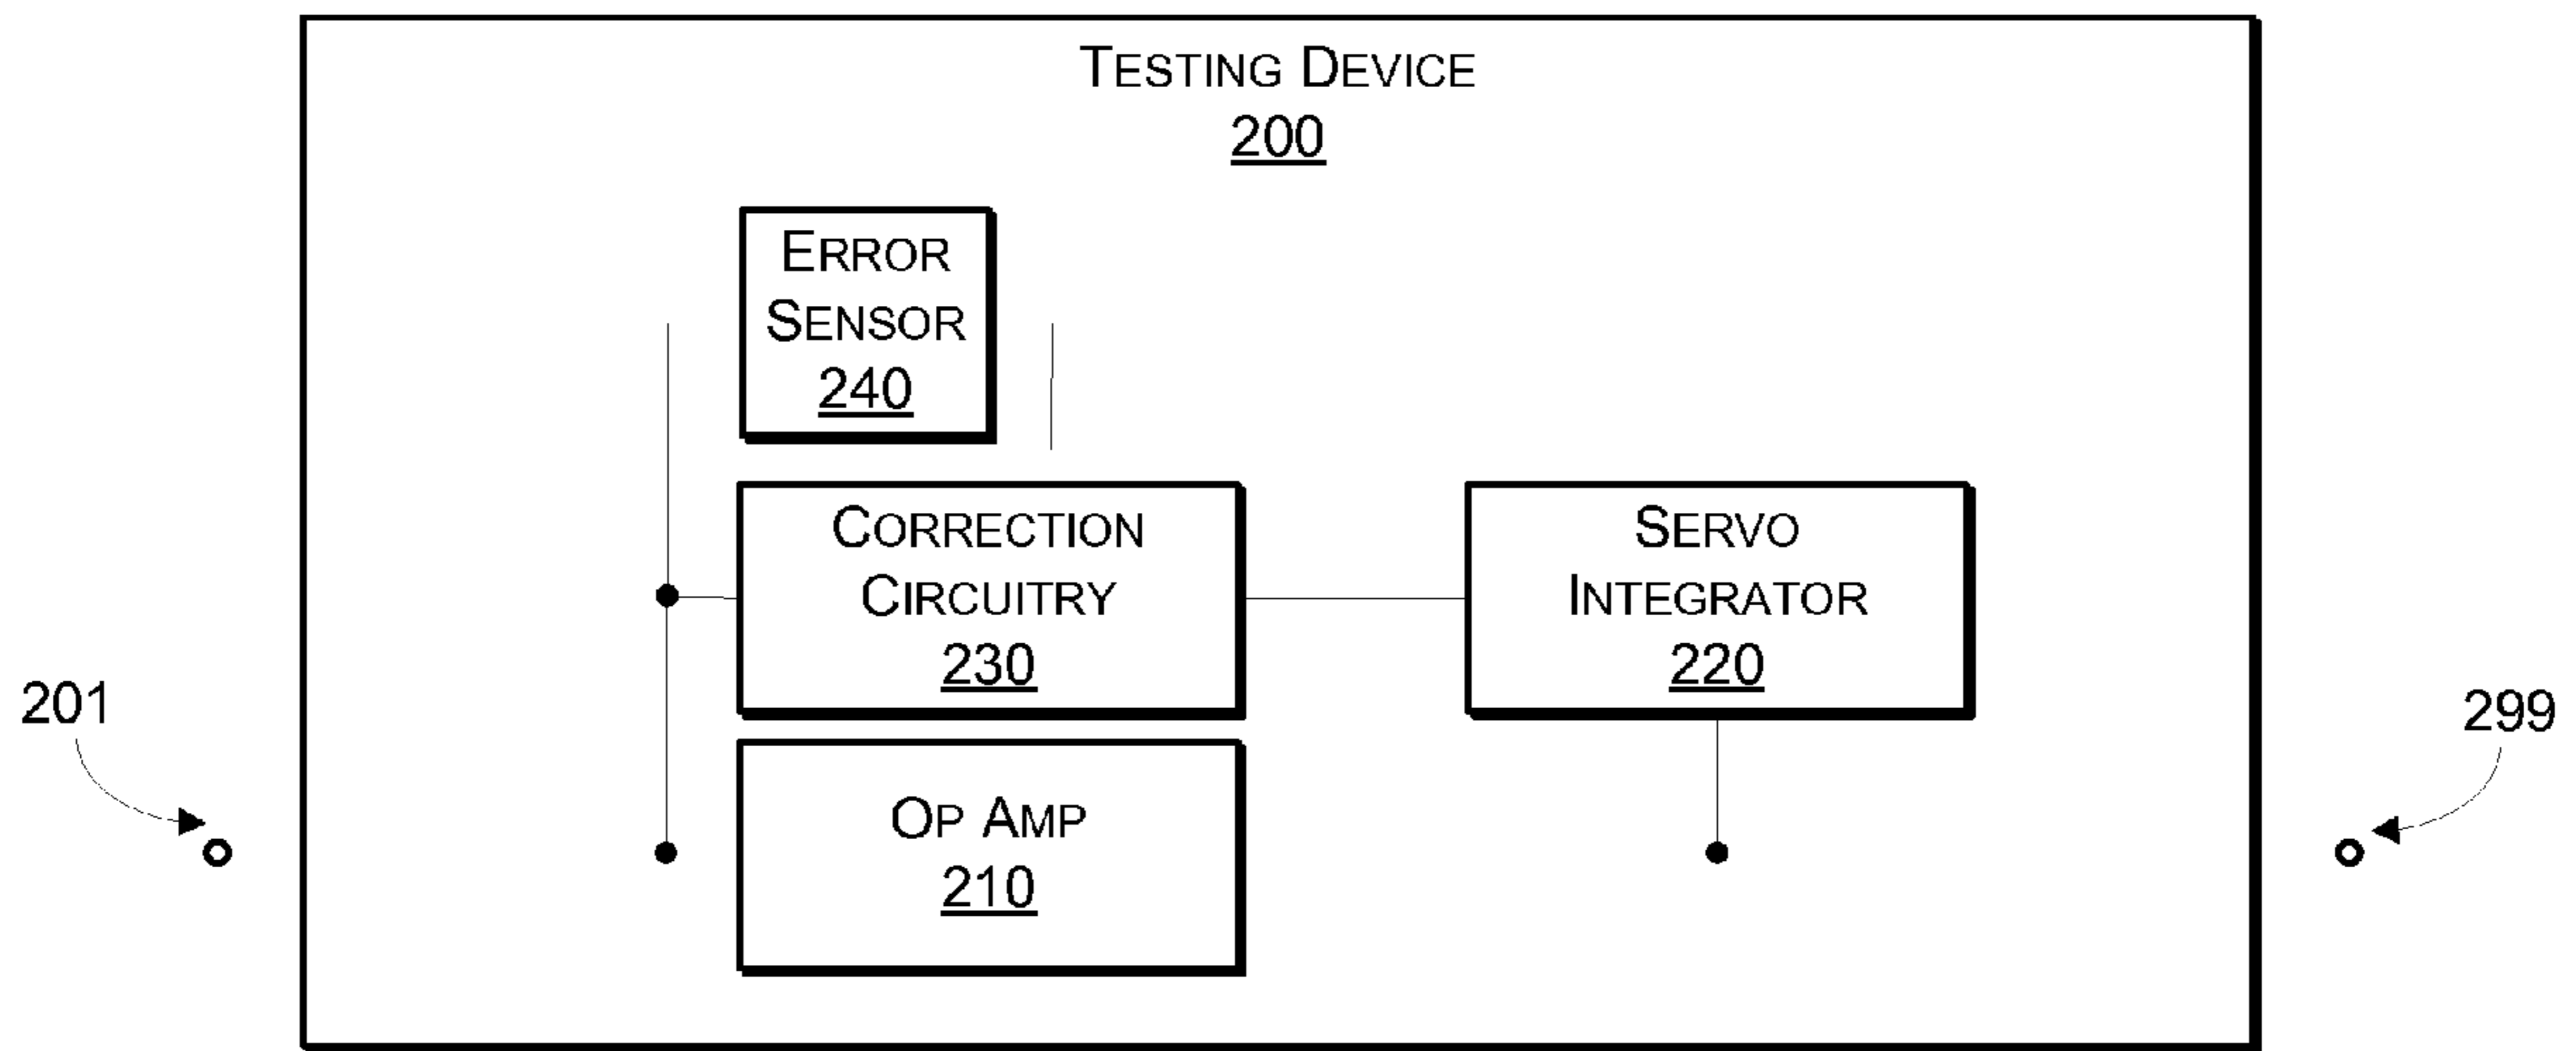 TESTING DEVICE
200
ERROR
SENSOR
240
CORRECTION
CIRCUITRY
230
SERVO
INTEGRATOR
220
201
299
OP AMP
210